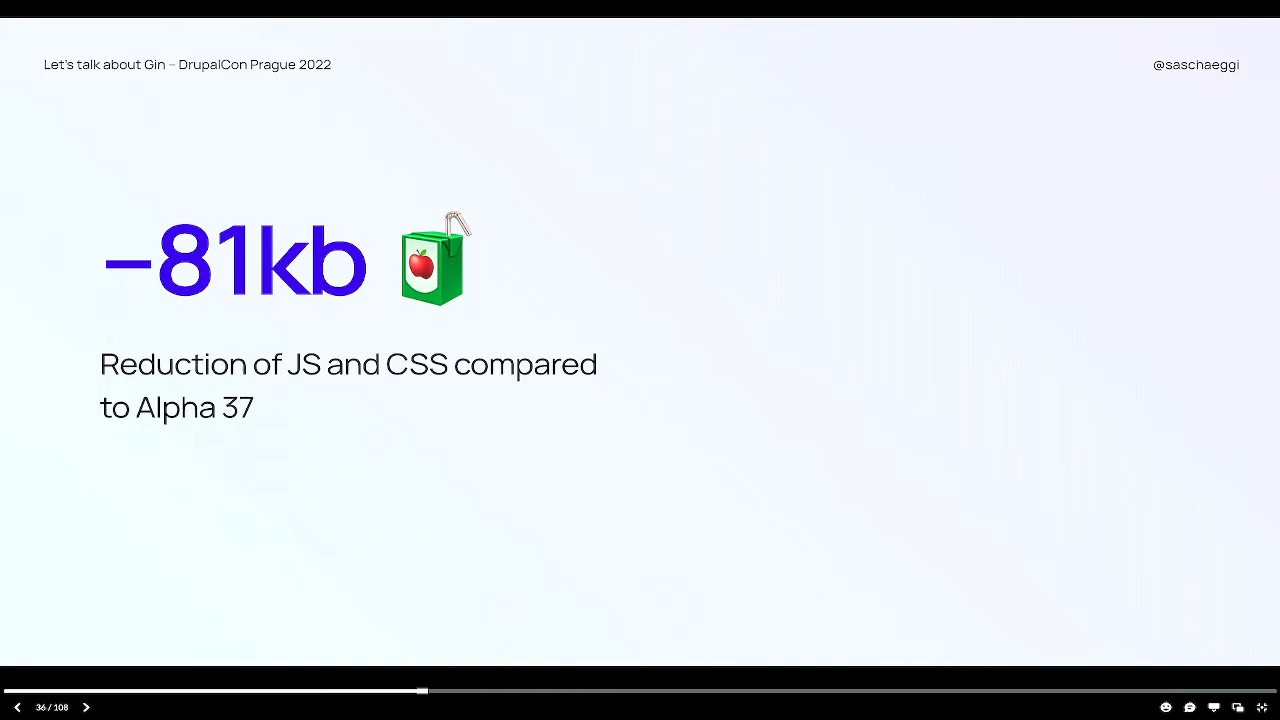 Let's talk about Gin – DrupalCon Prague 2022
@saschaeggi
–81kb
Reduction of JS and CSS compared
to Alpha 37
36 / 108